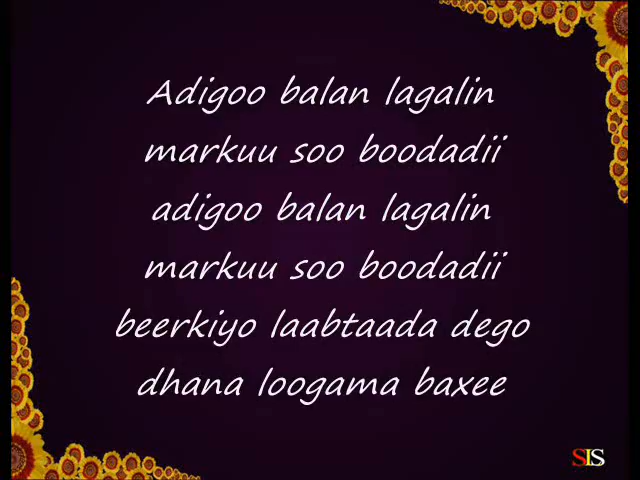 Adigoo balan lagalin
markuu soo boodadii
adigoo balan lagalin
markuu soo boodadii
beerkiyo laabtaada dego
dhana loogama baxee
SIS